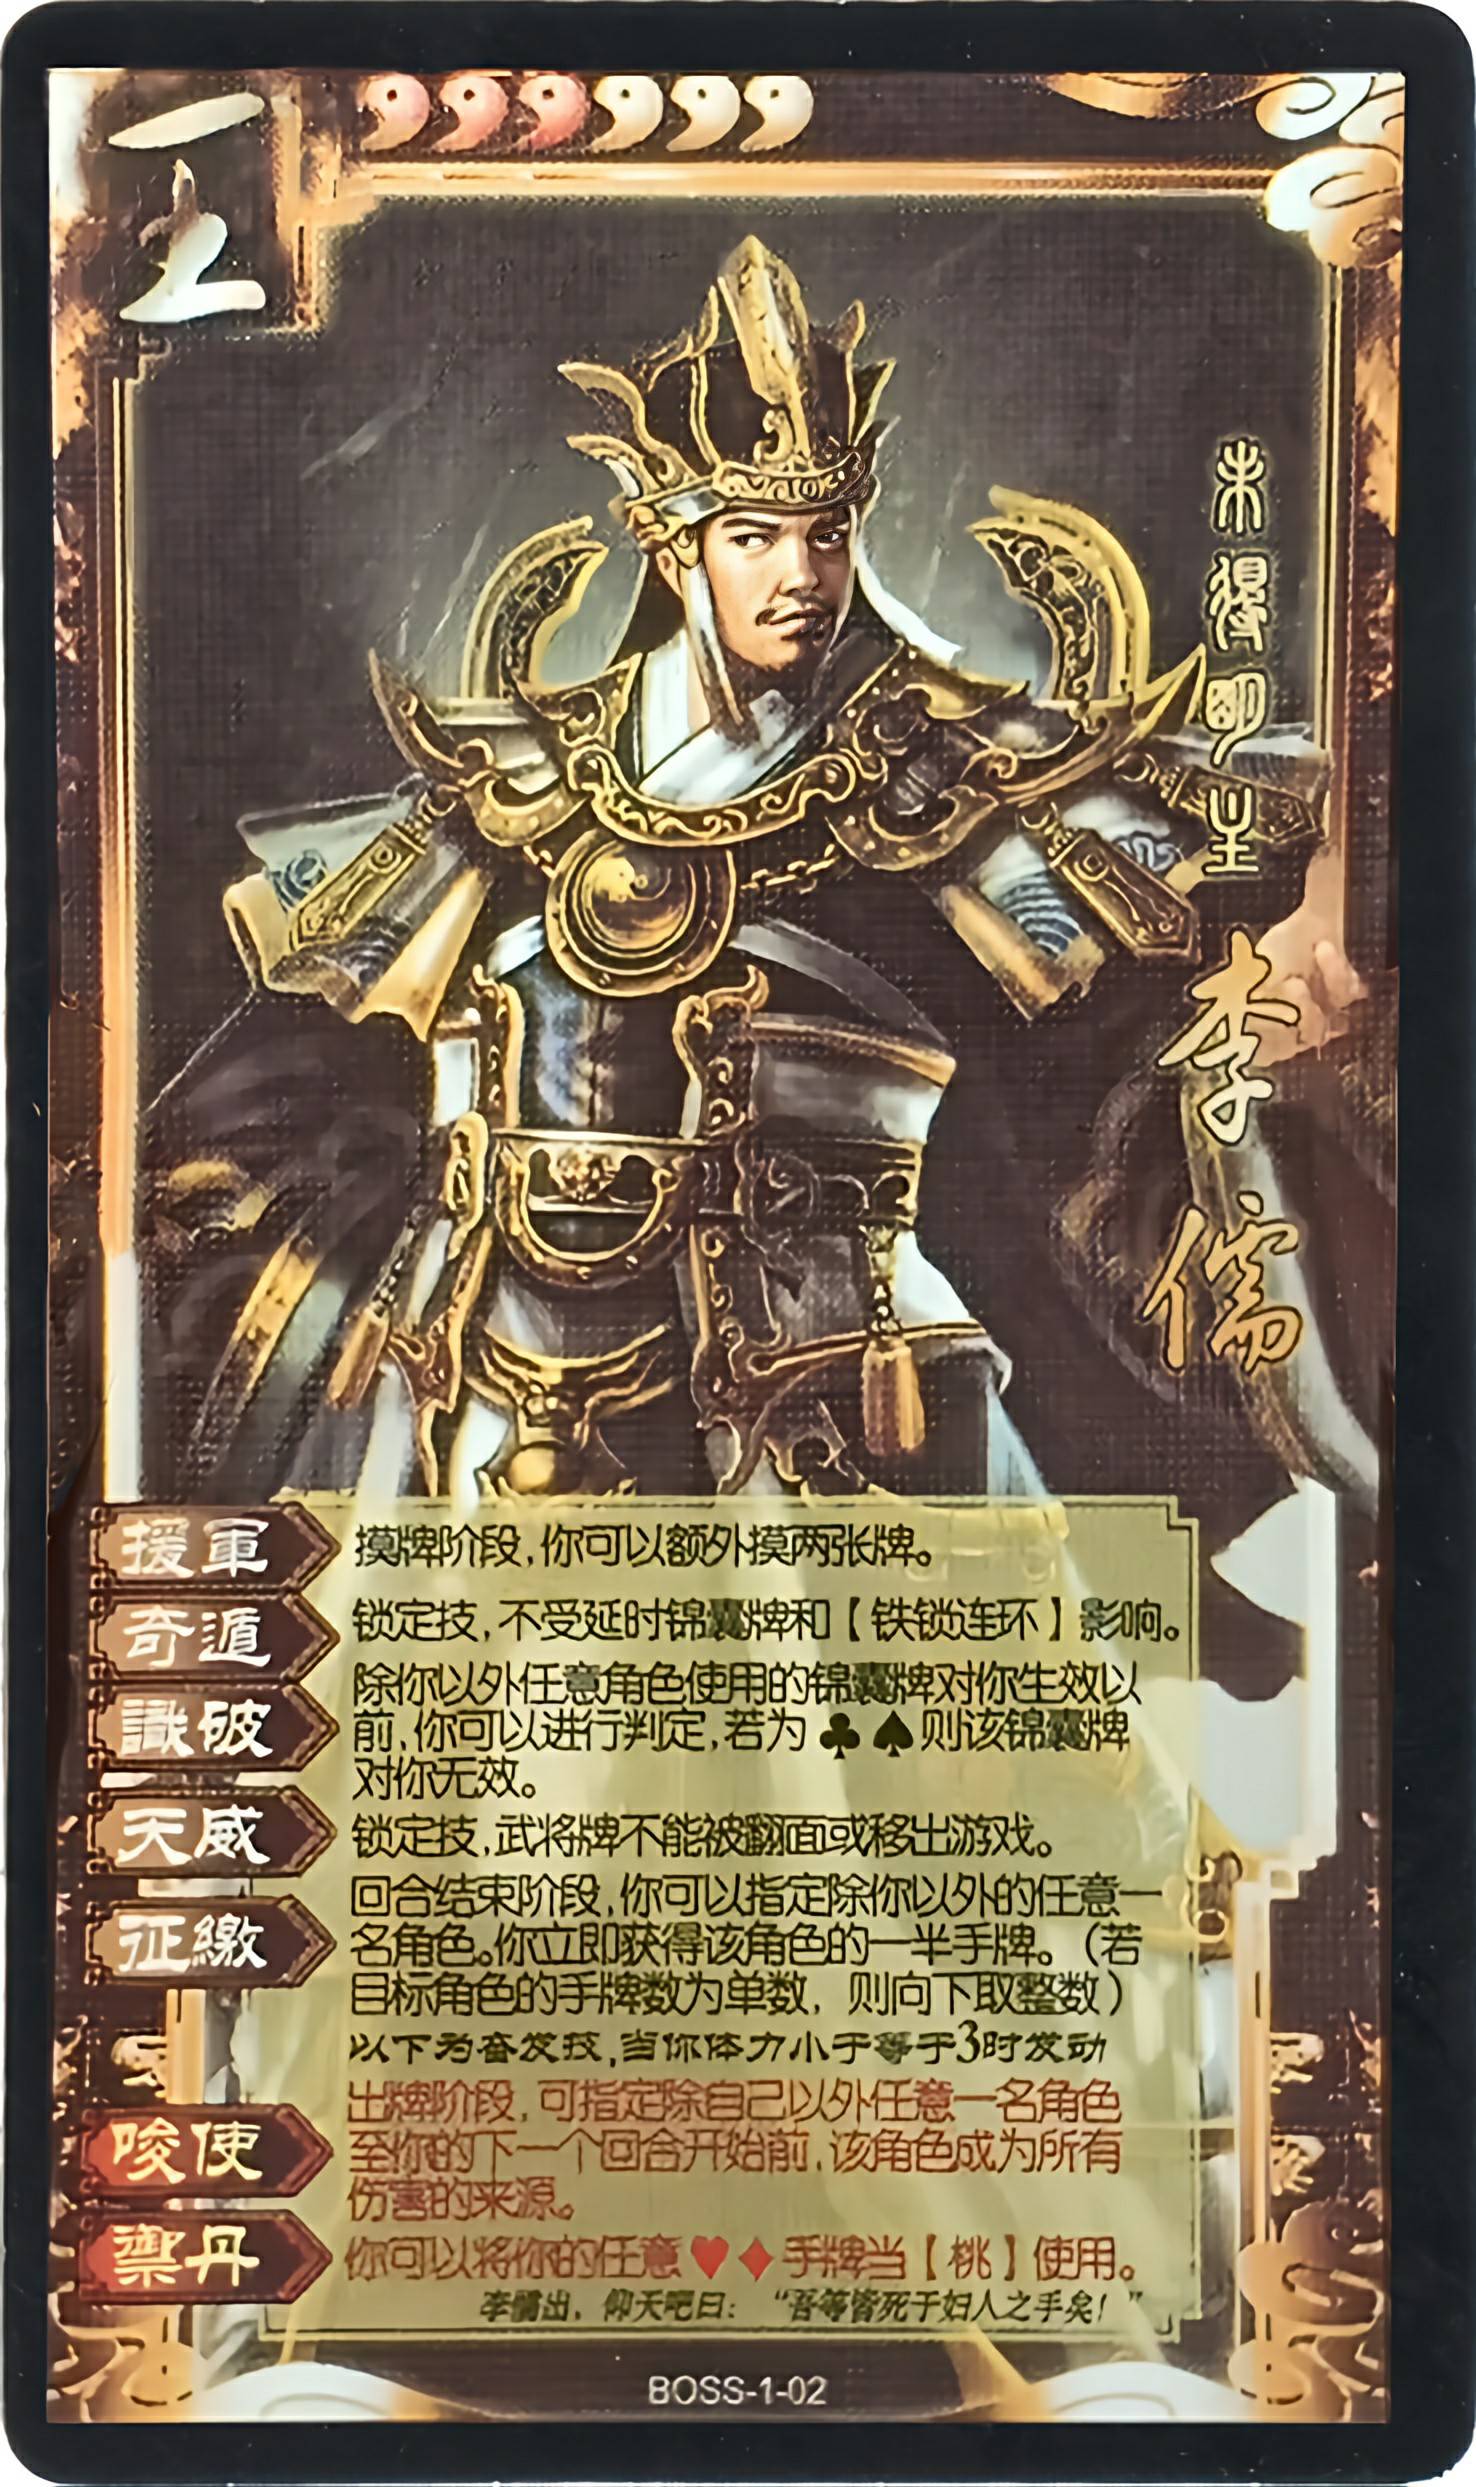 王
未得明主
李儒
援軍
摸牌阶段,你可以额外摸两张牌。
奇遁
锁定技,不受延时锦囊牌和【铁锁连环】影响。
識破
除你以外任意角色使用的锦囊牌对你生效以
前,你可以进行判定,若为♣♠则该锦囊牌
对你无效。
天威
锁定技,武将牌不能被翻面或移出游戏。
征繳
回合结束阶段,你可以指定除你以外的任意一
名角色。你立即获得该角色的一半手牌。（若
目标角色的手牌数为单数，则向下取整数）
以下为奋发技,当你体力小于等于3时发动
唆使
出牌阶段,可指定除自己以外任意一名角色
至你的下一个回合开始前,该角色成为所有
伤害的来源。
禦丹
你可以将你的任意♥♦手牌当【桃】使用。
李儒出，仰天吧曰：“吾等皆死于妇人之手矣！”
BOSS-1-02